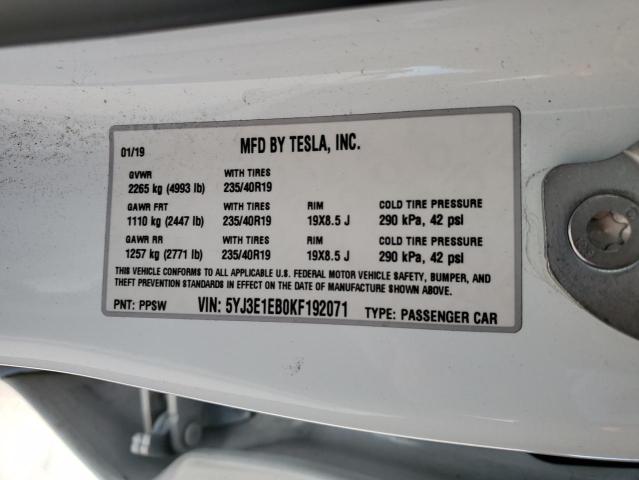 01/19 MFD BY TESLA, INC.
GVWR WITH TIRES
2265 kg (4993 lb) 235/40R19
GAWR FRT WITH TIRES RIM COLD TIRE PRESSURE
1110 kg (2447 lb) 235/40R19 19X8.5 J 290 kPa, 42 psi
GAWR RR WITH TIRES RIM COLD TIRE PRESSURE
1257 kg (2771 lb) 235/40R19 19X8.5 J 290 kPa, 42 psi
THIS VEHICLE CONFORMS TO ALL APPLICABLE U.S. FEDERAL MOTOR VEHICLE SAFETY, BUMPER, AND
THEFT PREVENTION STANDARDS IN EFFECT ON THE DATE OF MANUFACTURE SHOWN ABOVE.
PNT: PPSW VIN: 5YJ3E1EB0KF192071 TYPE: PASSENGER CAR